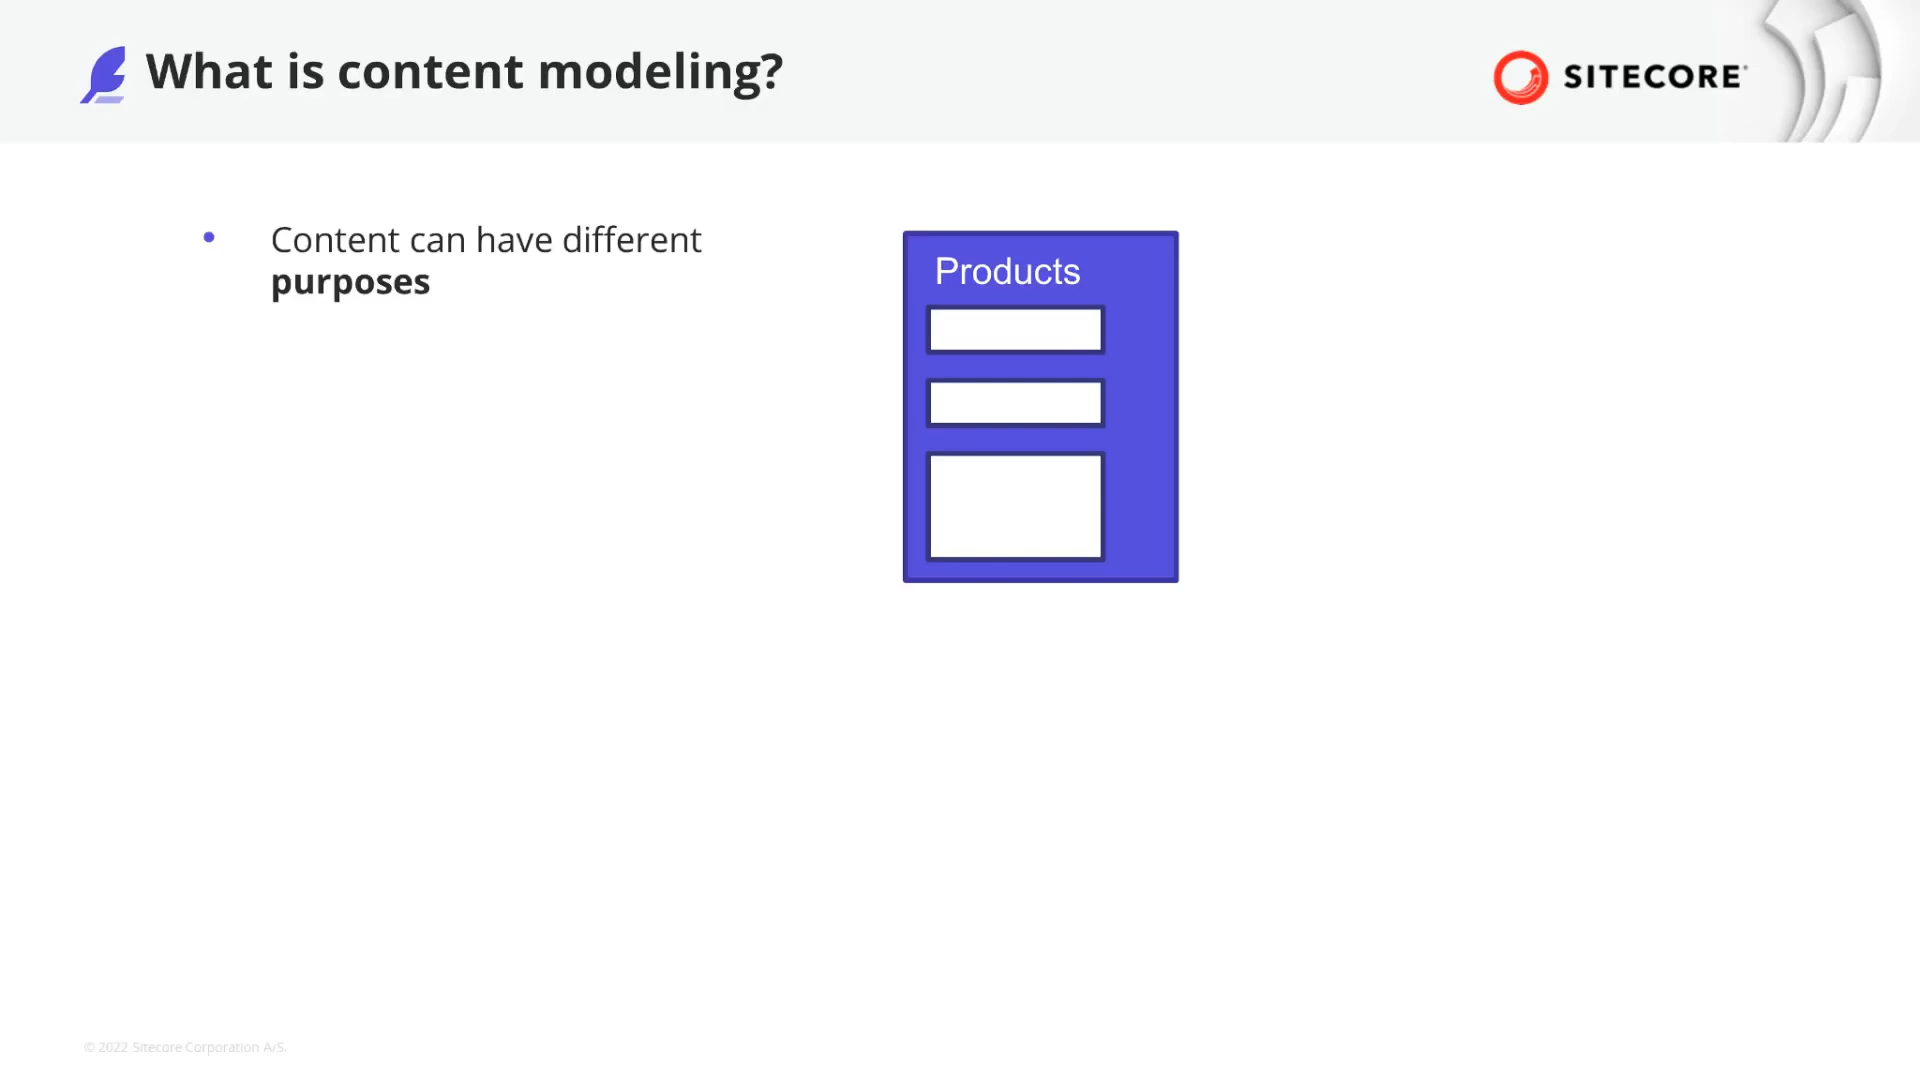 What is content modeling?
SITECORE
• Content can have different
purposes
Products
© 2022 Sitecore Corporation A/S.